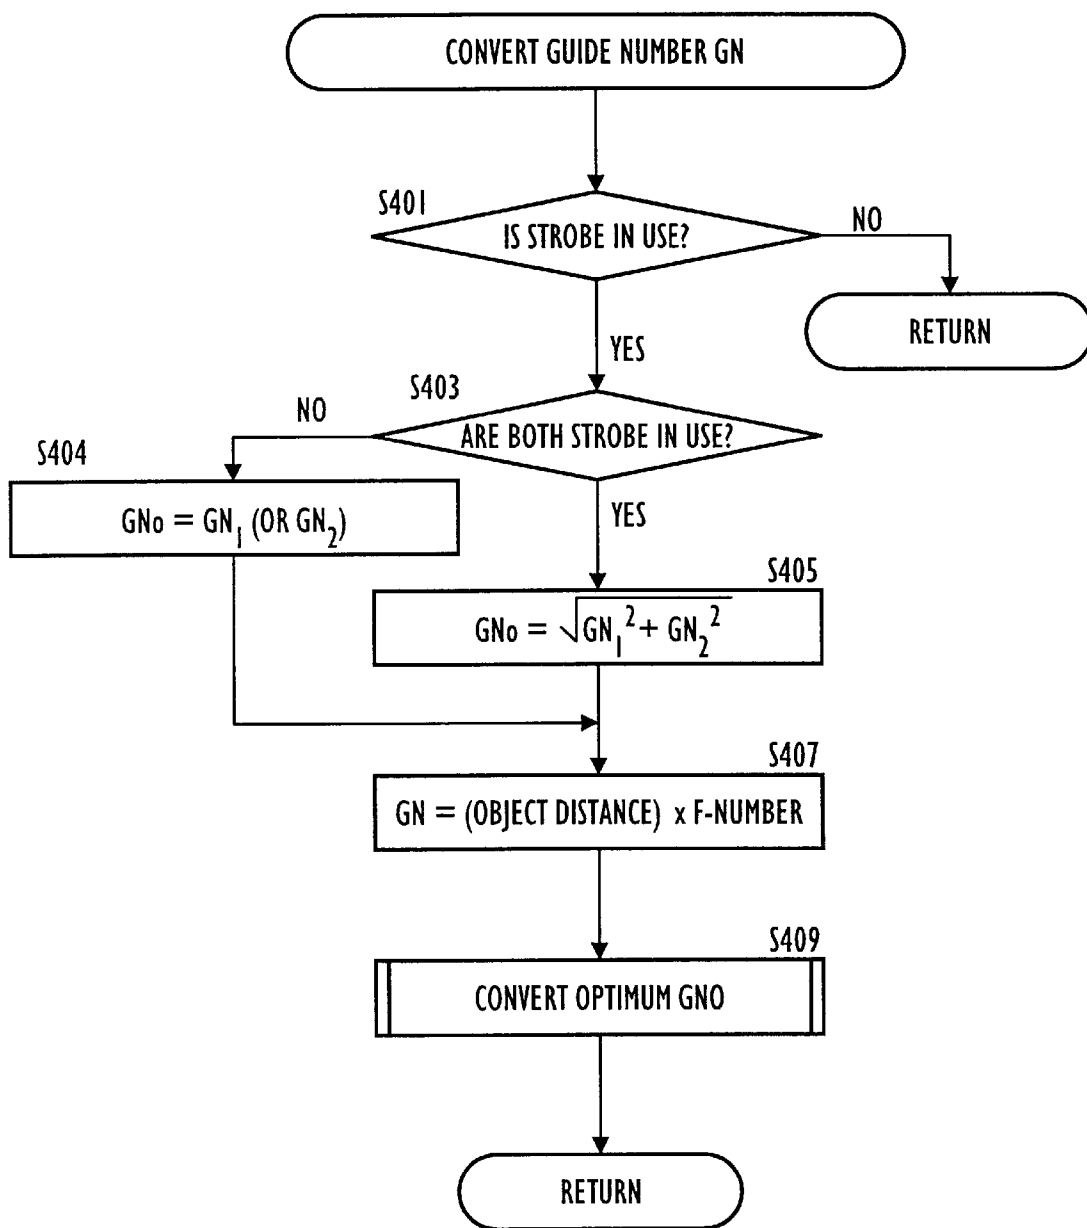 CONVERT GUIDE NUMBER GN
S401
IS STROBE IN USE?
NO
RETURN
YES
S403
NO
ARE BOTH STROBE IN USE?
S404
GNo = GN₁ (OR GN₂)
YES
S405
GNo = √(GN₁² + GN₂²)
S407
GN = (OBJECT DISTANCE) x F-NUMBER
S409
CONVERT OPTIMUM GNO
RETURN